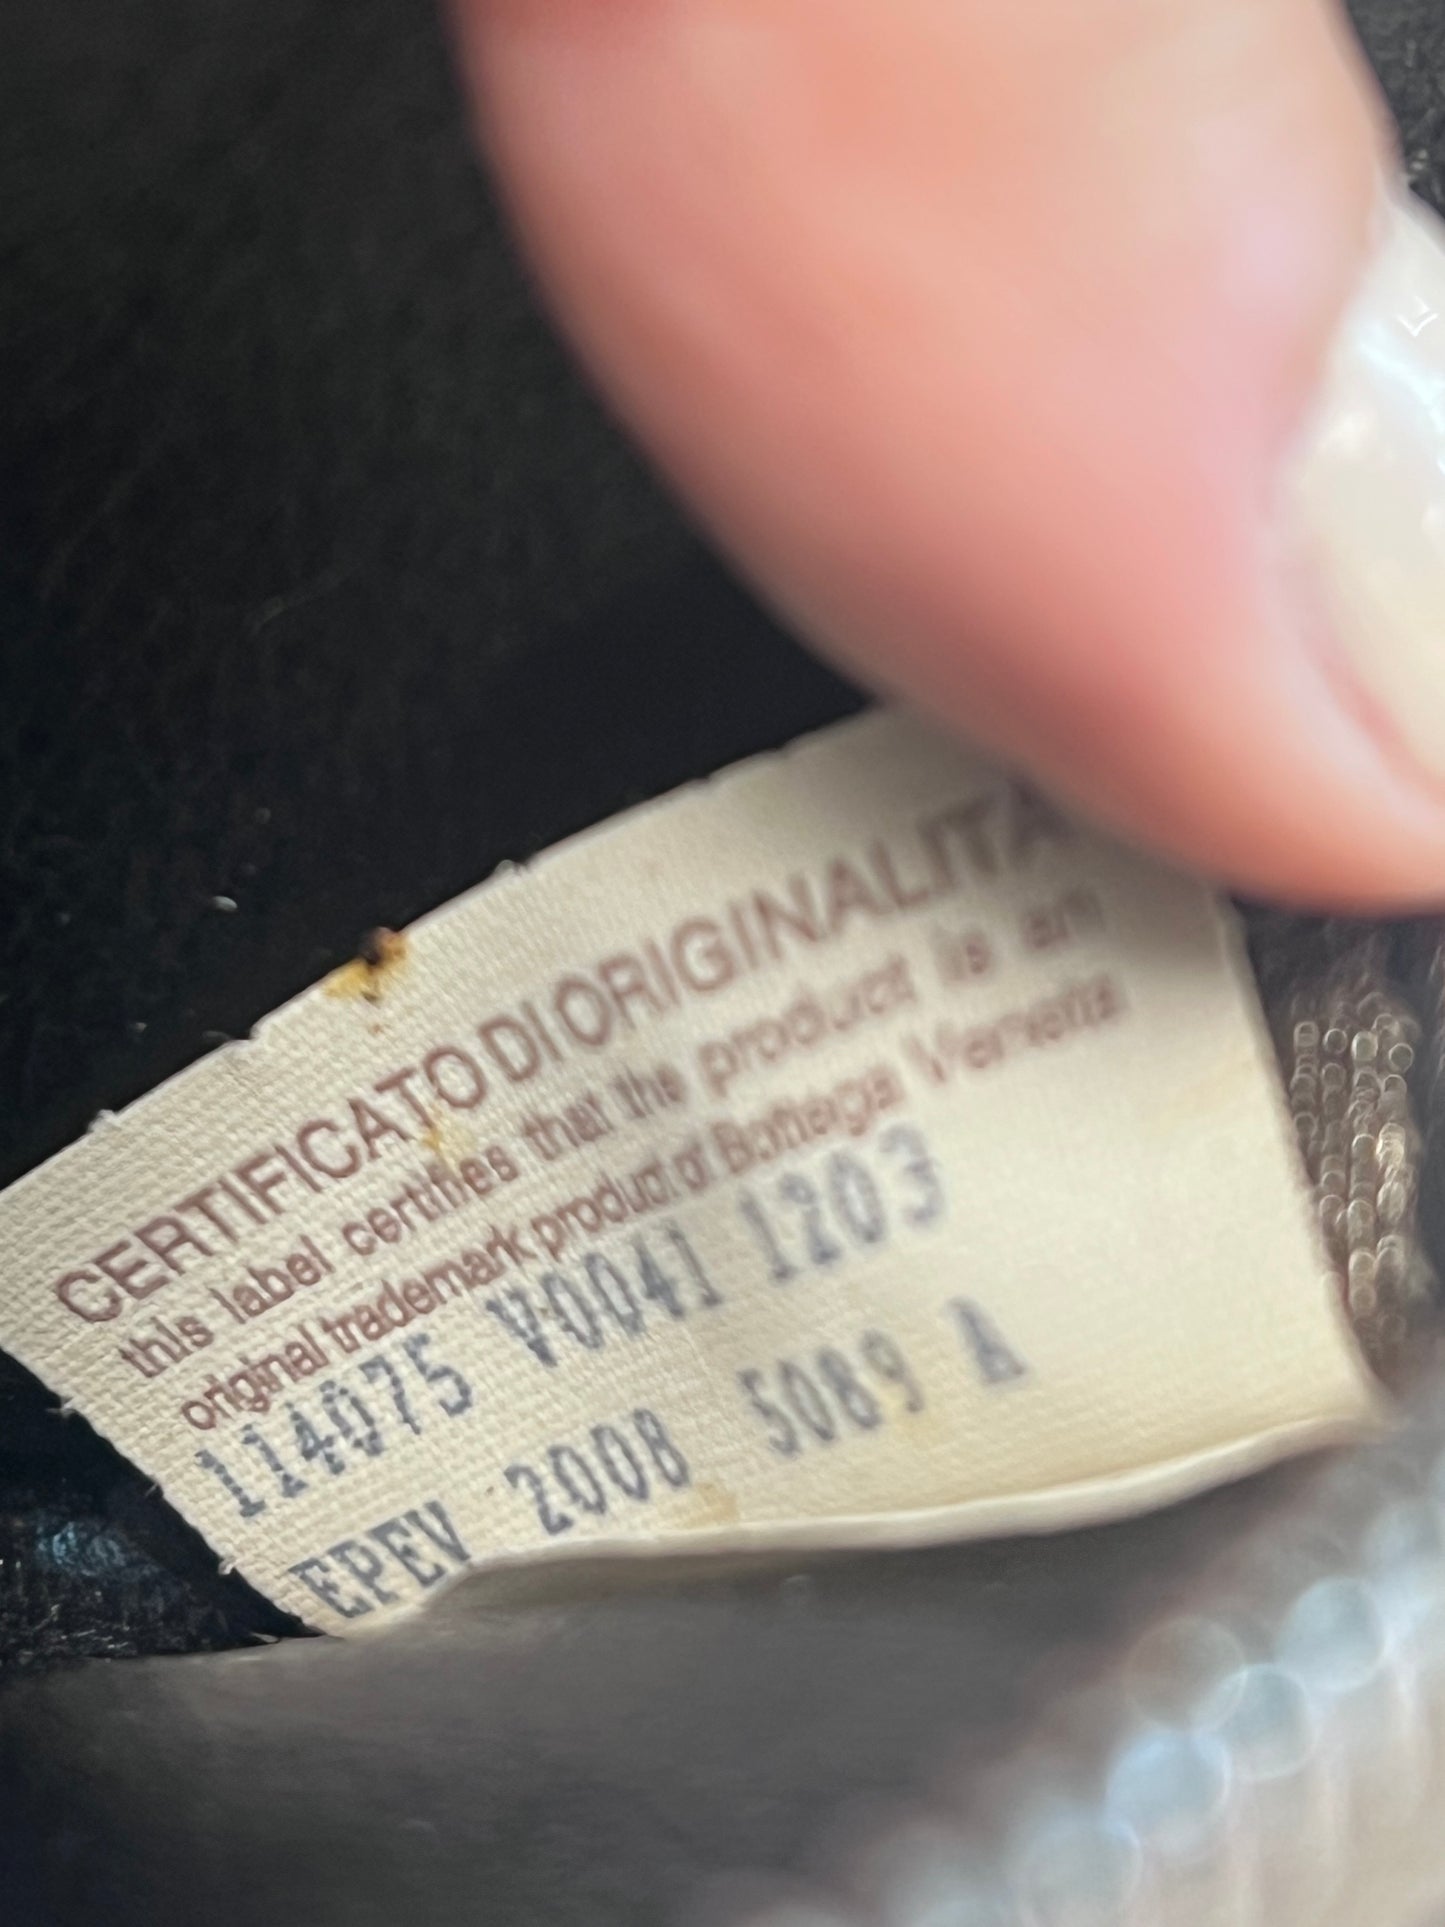 CERTIFICATO DI ORIGINALITA
this label certifies that the product is an
original trademark product of Bottega Veneta
114075 V0041 1203
EPEV 2008 5089 A